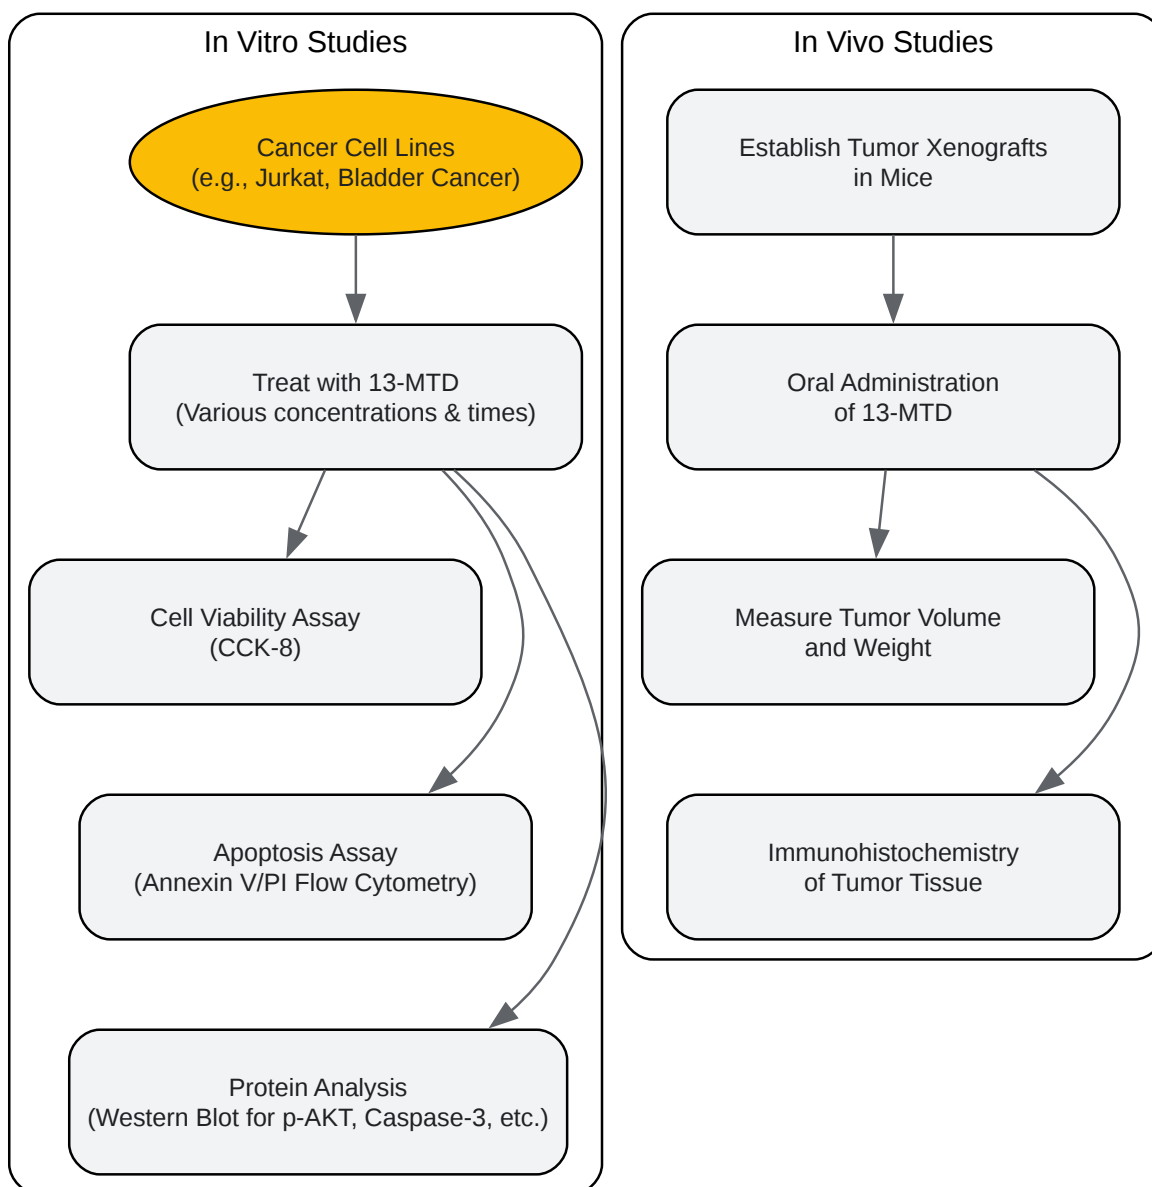 In Vitro Studies
Cancer Cell Lines
(e.g., Jurkat, Bladder Cancer)
Treat with 13-MTD
(Various concentrations & times)
Cell Viability Assay
(CCK-8)
Apoptosis Assay
(Annexin V/PI Flow Cytometry)
Protein Analysis
(Western Blot for p-AKT, Caspase-3, etc.)
In Vivo Studies
Establish Tumor Xenografts
in Mice
Oral Administration
of 13-MTD
Measure Tumor Volume
and Weight
Immunohistochemistry
of Tumor Tissue